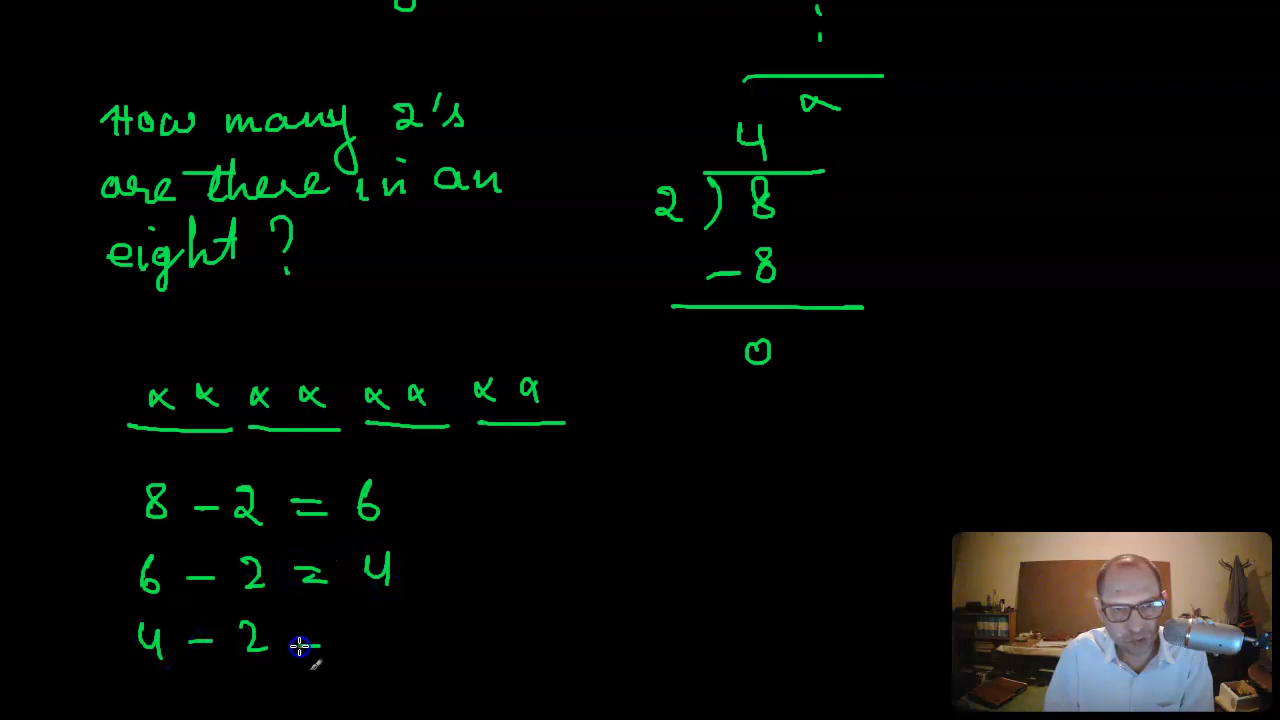 How many 2's
are there in an
eight ?
4
2 ) 8
- 8
0
α α α α α α α α
8 - 2 = 6
6 - 2 = 4
4 - 2 =